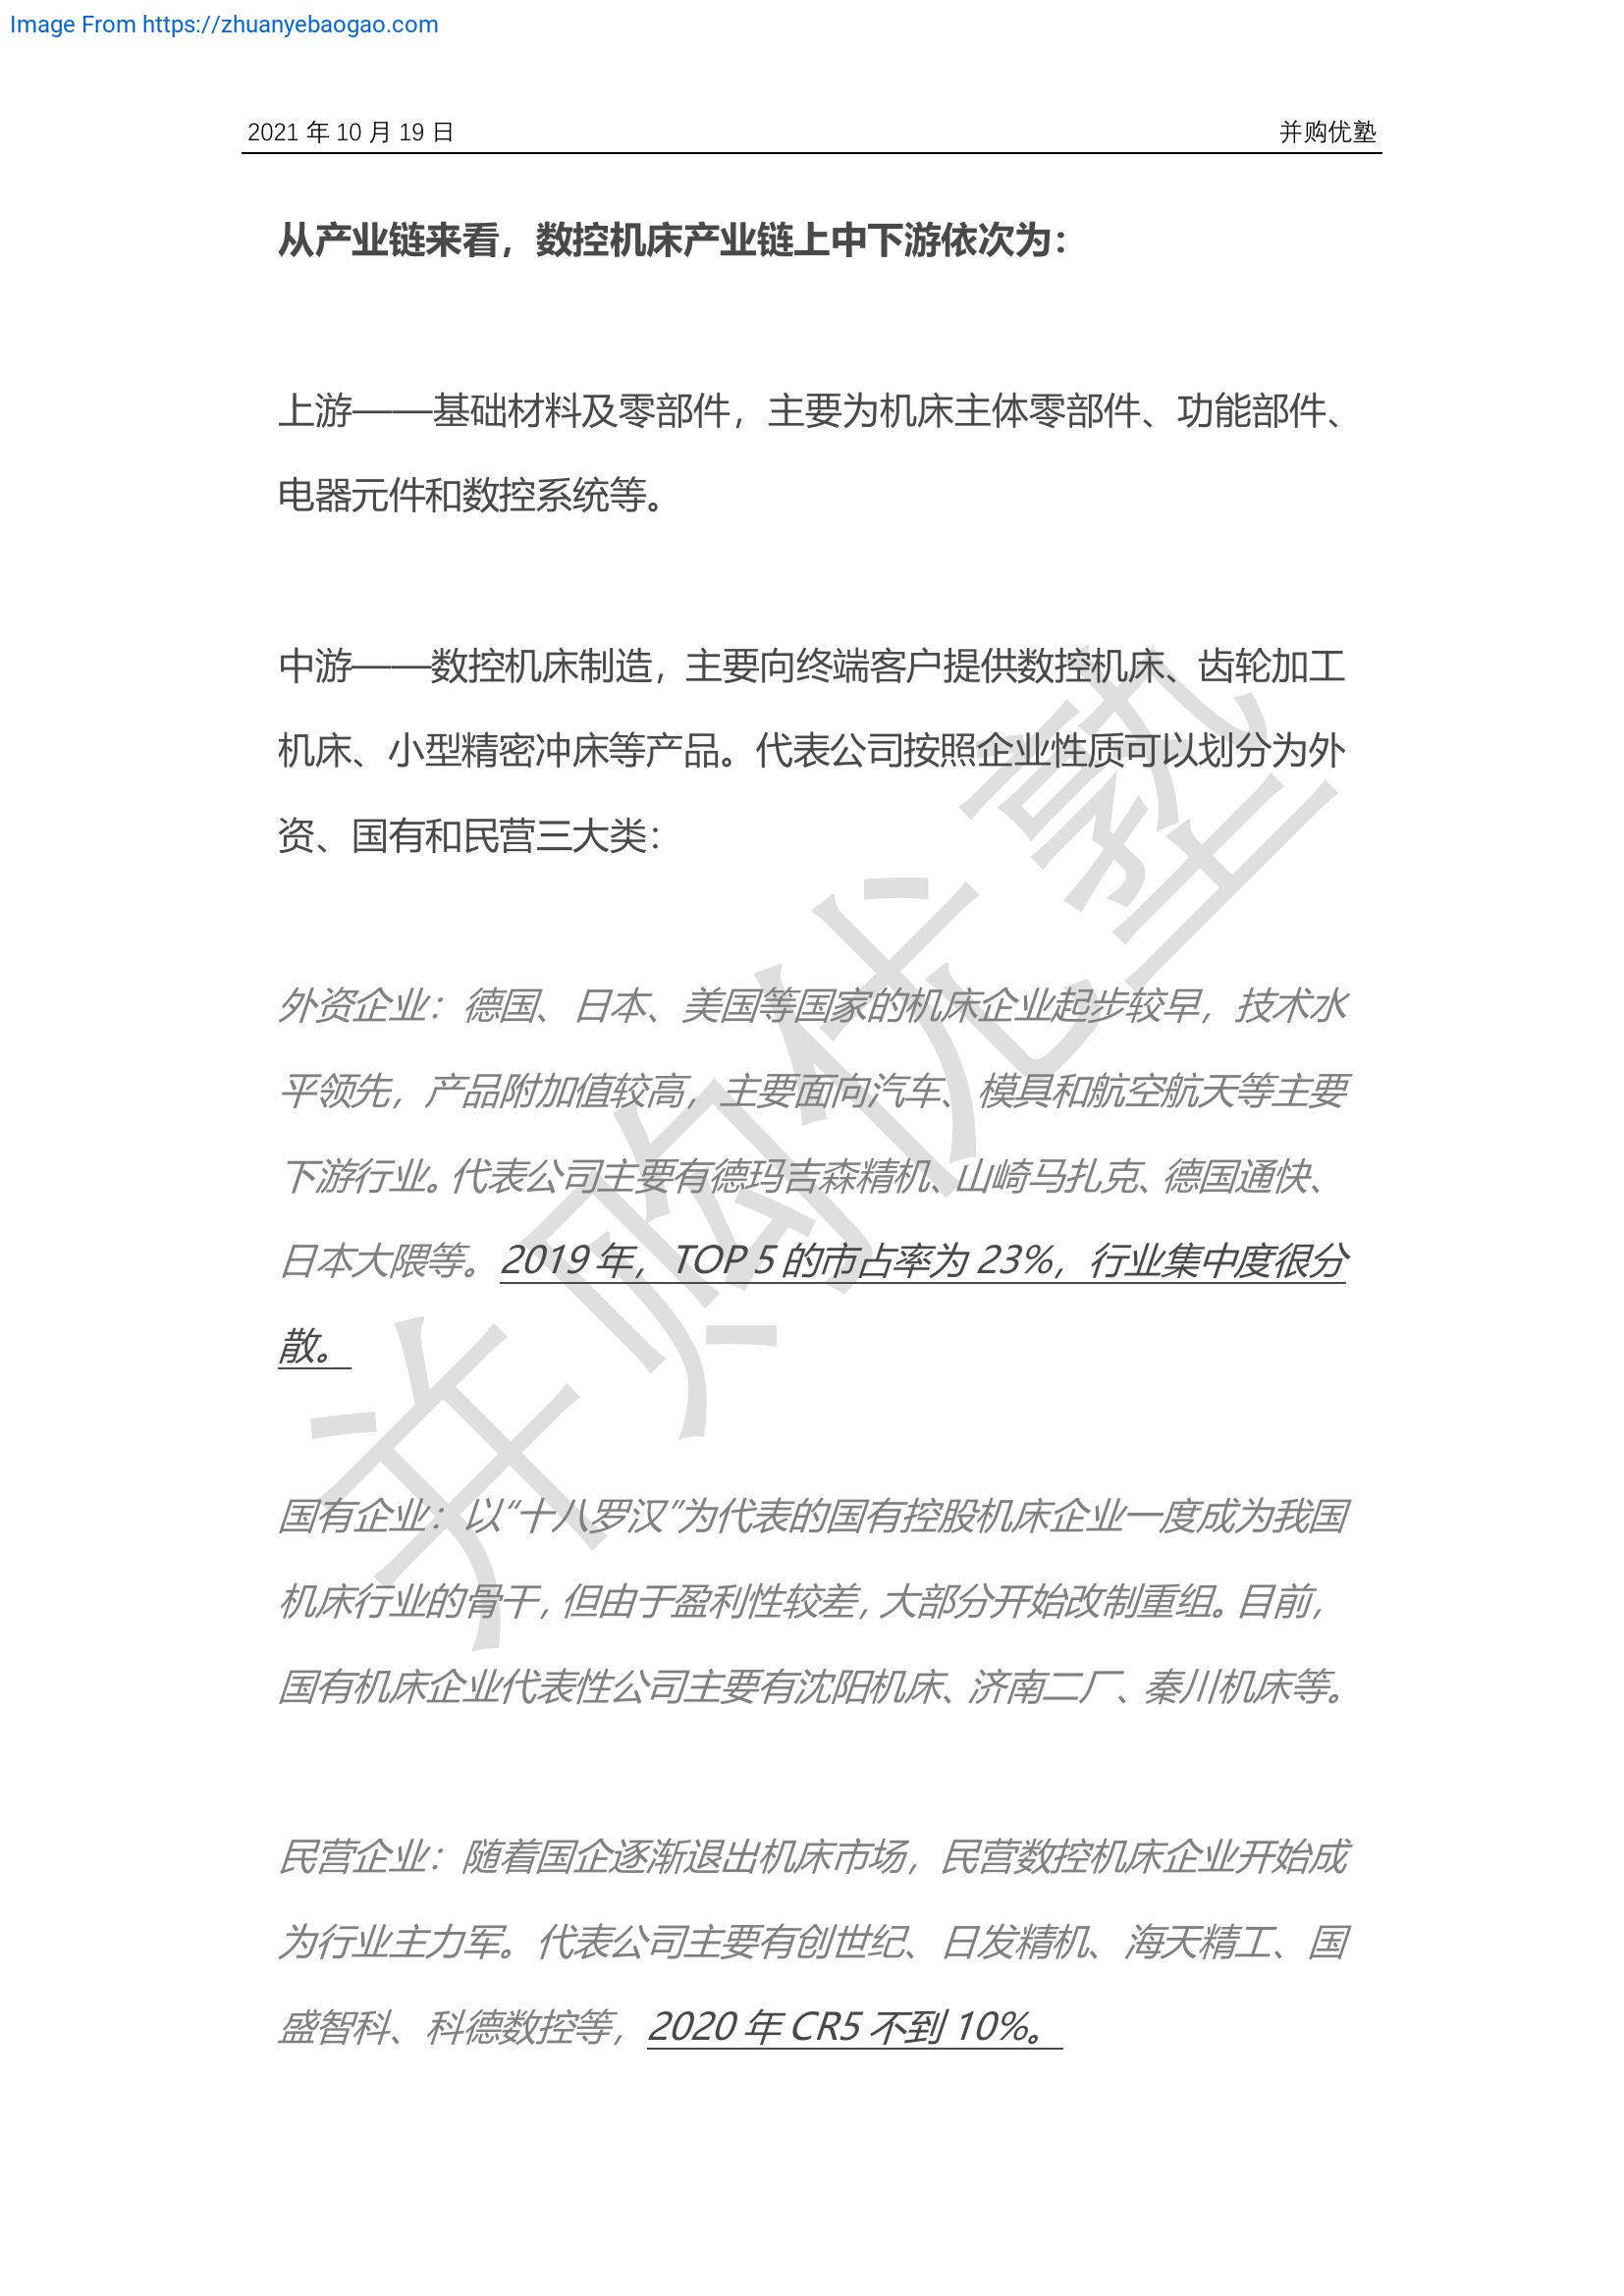 Image From https://zhuanyebaogao.com
2021 年 10 月 19 日 并购优塾
从产业链来看，数控机床产业链上中下游依次为：
上游——基础材料及零部件，主要为机床主体零部件、功能部件、
电器元件和数控系统等。
中游——数控机床制造，主要向终端客户提供数控机床、齿轮加工
机床、小型精密冲床等产品。代表公司按照企业性质可以划分为外
资、国有和民营三大类：
外资企业：德国、日本、美国等国家的机床企业起步较早，技术水
平领先，产品附加值较高，主要面向汽车、模具和航空航天等主要
下游行业。代表公司主要有德玛吉森精机、山崎马扎克、德国通快、
日本大隈等。2019 年，TOP 5 的市占率为 23%，行业集中度很分
散。
国有企业：以“十八罗汉”为代表的国有控股机床企业一度成为我国
机床行业的骨干，但由于盈利性较差，大部分开始改制重组。目前，
国有机床企业代表性公司主要有沈阳机床、济南二厂、秦川机床等。
民营企业：随着国企逐渐退出机床市场，民营数控机床企业开始成
为行业主力军。代表公司主要有创世纪、日发精机、海天精工、国
盛智科、科德数控等，2020 年 CR5 不到 10%。
并购优塾